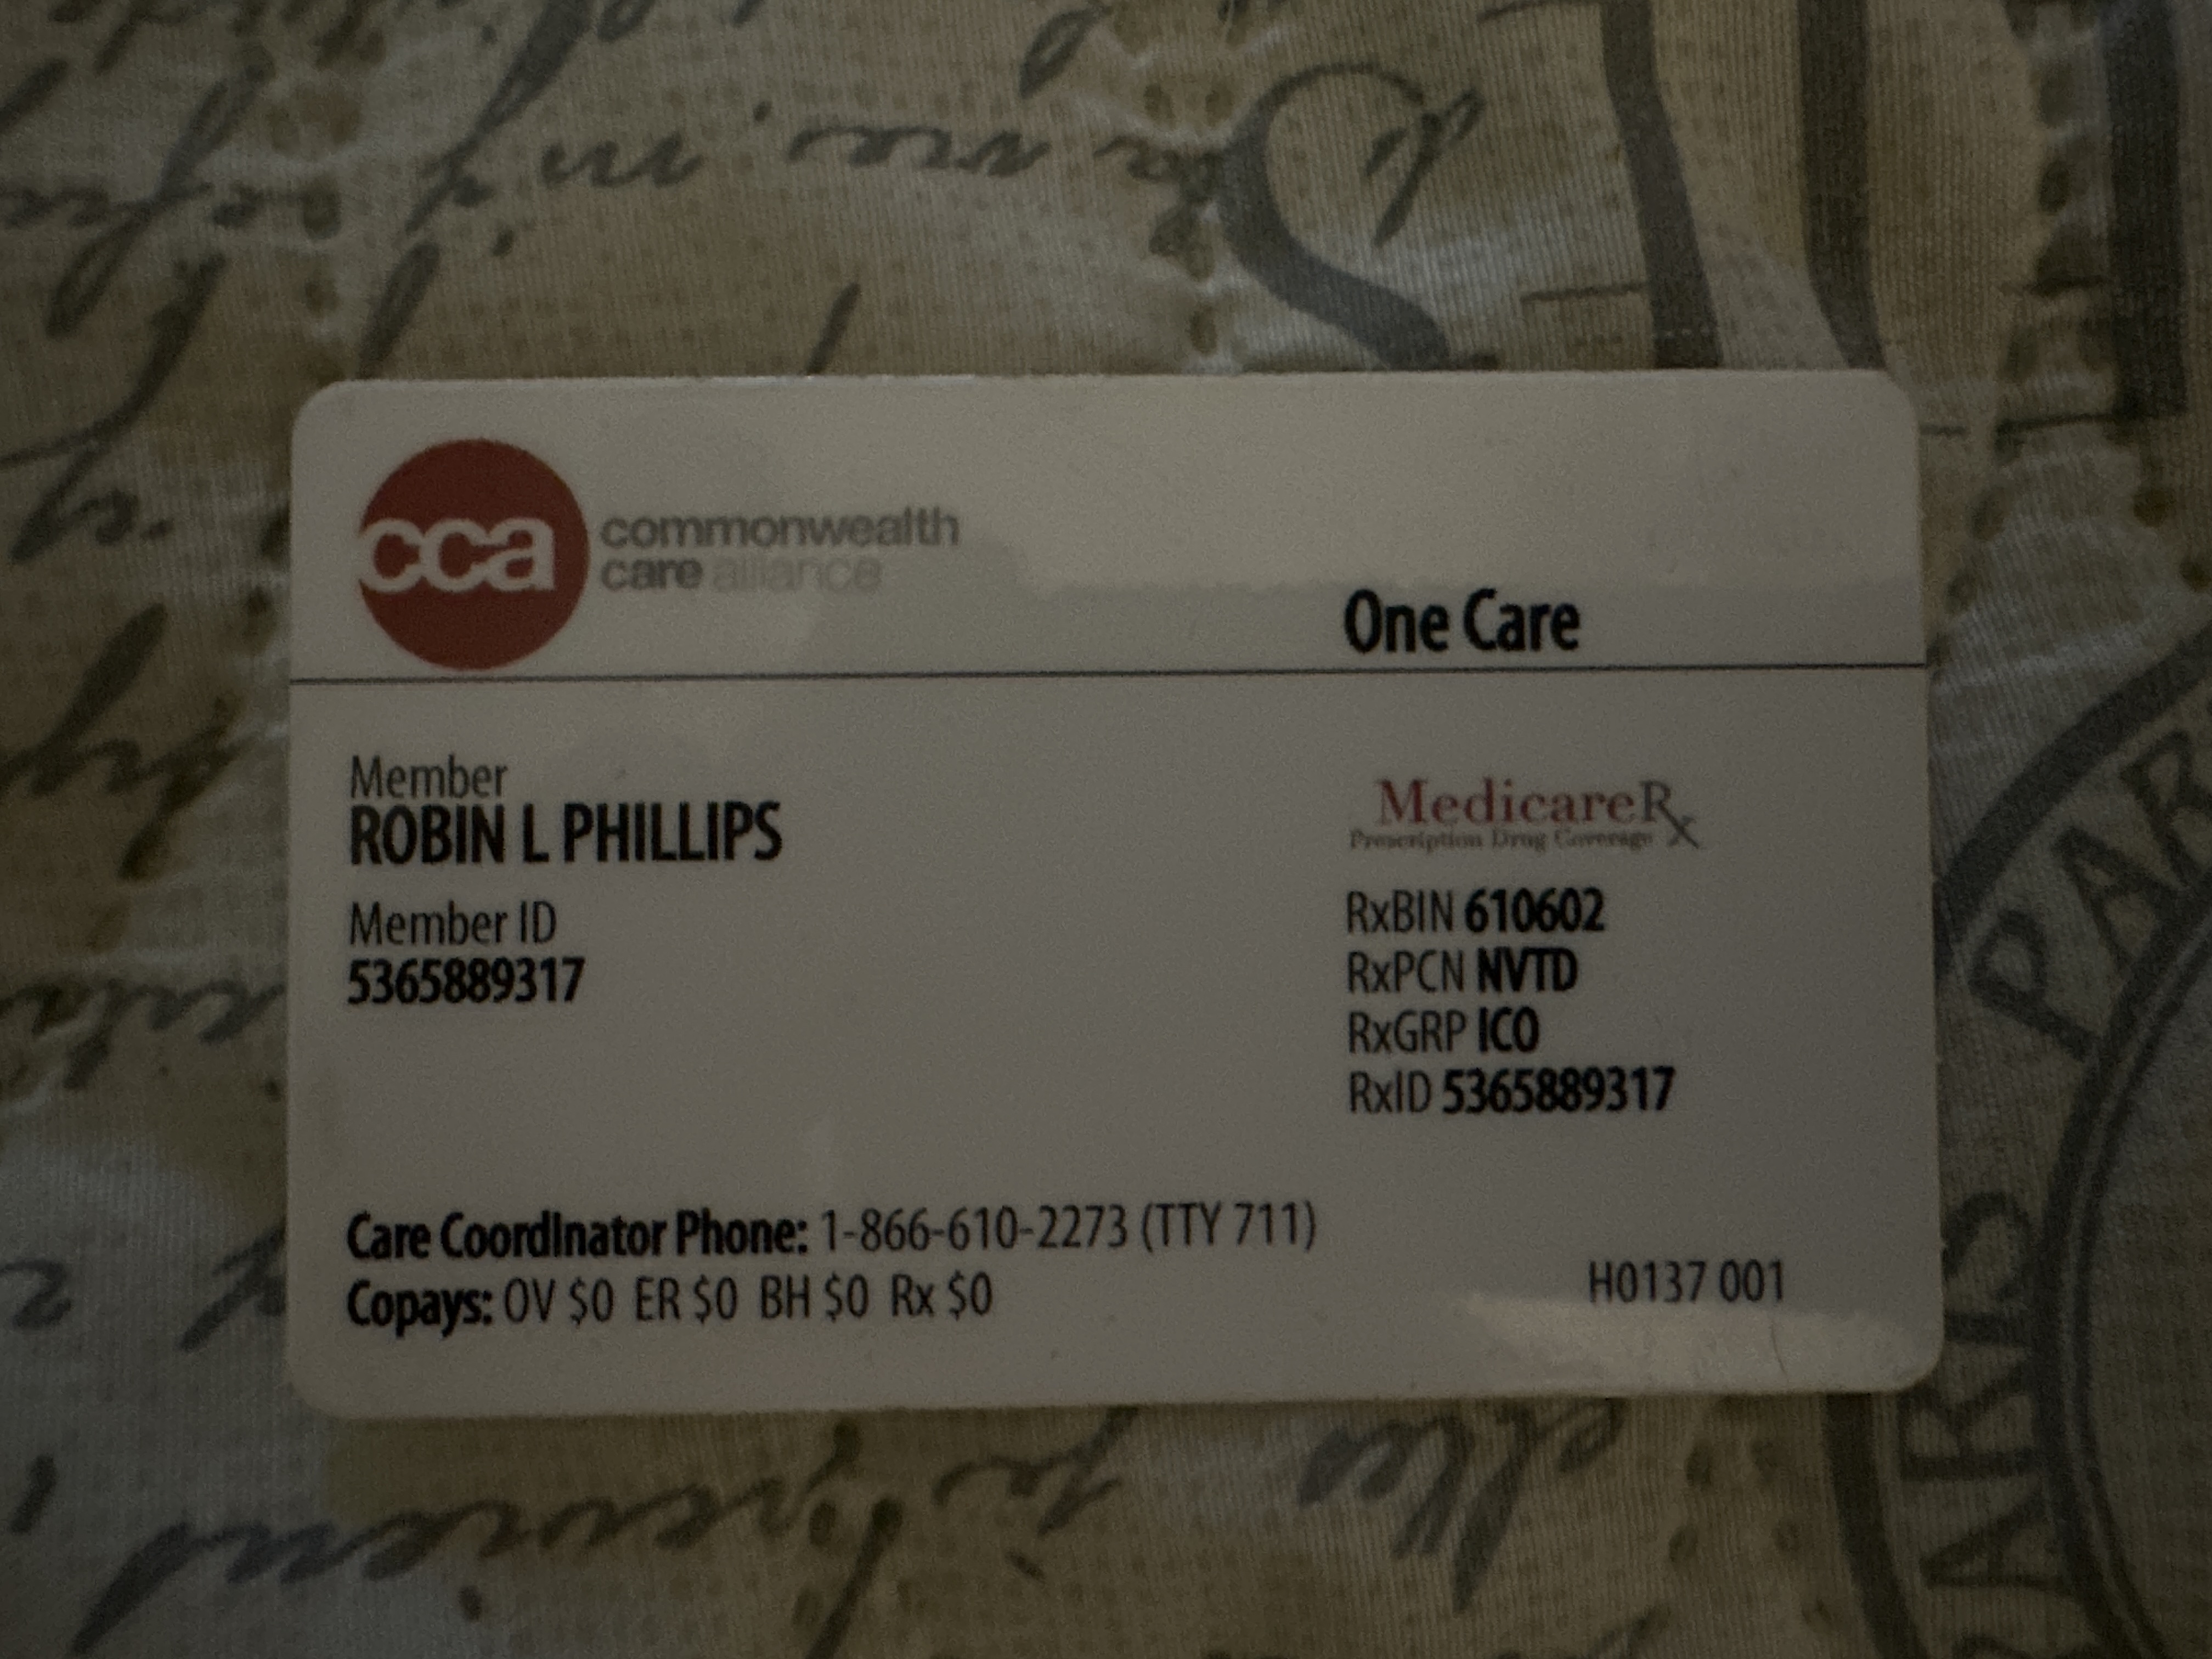 cca commonwealth
care alliance
One Care
Member
ROBIN L PHILLIPS
Member ID
5365889317
MedicareRx
Prescription Drug Coverage
RxBIN 610602
RxPCN NVTD
RxGRP ICO
RxID 5365889317
Care Coordinator Phone: 1-866-610-2273 (TTY 711)
Copays: OV $0 ER $0 BH $0 Rx $0
H0137 001
PARIS